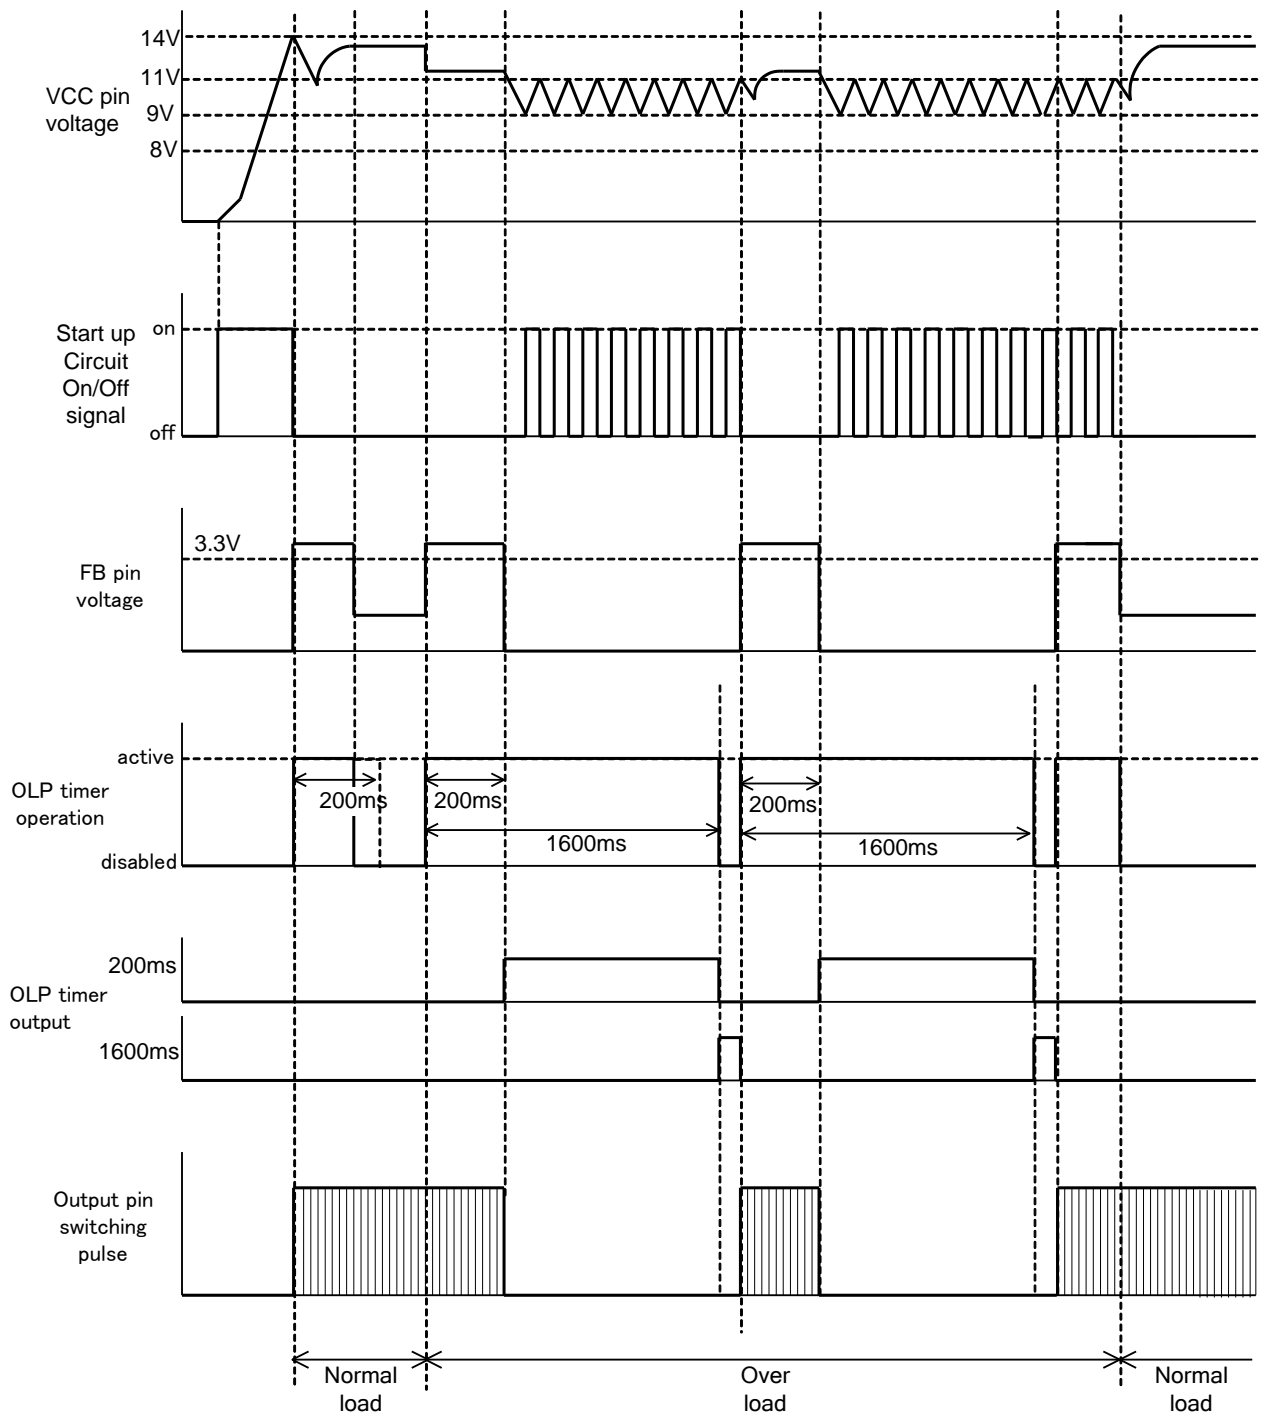 14V
11V
VCC pin
voltage
9V
8V
Start up
Circuit
On/Off
signal
on
off
3.3V
FB pin
voltage
active
OLP timer
operation
disabled
200ms
200ms
200ms
1600ms
1600ms
200ms
OLP timer
output
1600ms
Output pin
switching
pulse
Normal
load
Over
load
Normal
load